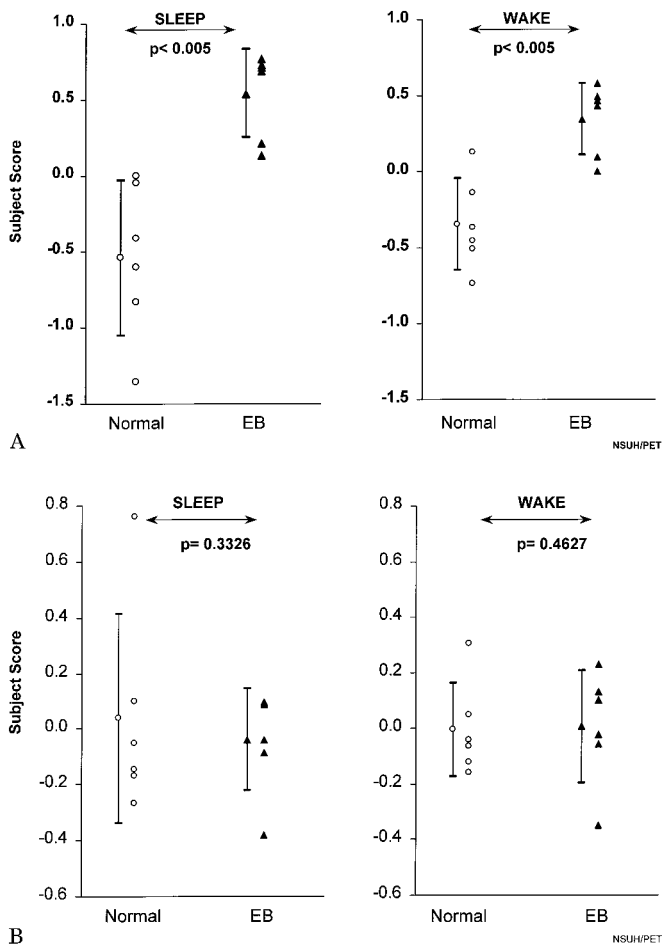 SLEEP
p< 0.005
1.0
0.5
0.0
-0.5
-1.0
-1.5
Subject Score
Normal
EB
WAKE
p< 0.005
1.0
0.5
0.0
-0.5
-1.0
-1.5
Normal
EB
A
NSUH/PET
SLEEP
p= 0.3326
0.8
0.6
0.4
0.2
0.0
-0.2
-0.4
-0.6
Subject Score
Normal
EB
WAKE
p= 0.4627
0.8
0.6
0.4
0.2
0.0
-0.2
-0.4
-0.6
Normal
EB
B
NSUH/PET